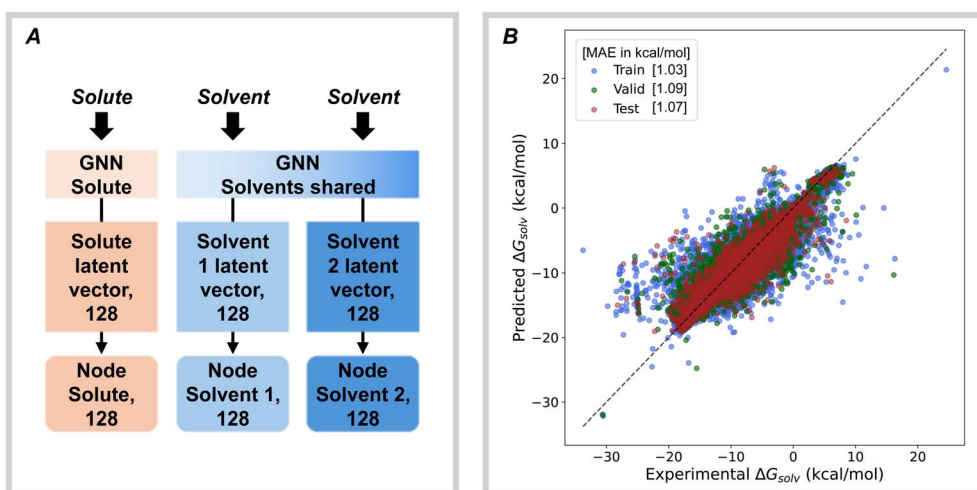 A
Solute
Solvent
Solvent
GNN
Solute
GNN
Solvents shared
Solute
latent
vector,
128
Solvent
1 latent
vector,
128
Solvent
2 latent
vector,
128
Node
Solute,
128
Node
Solvent 1,
128
Node
Solvent 2,
128
B
[MAE in kcal/mol]
Train [1.03]
Valid [1.09]
Test [1.07]
Predicted ΔGsolv (kcal/mol)
20
10
0
−10
−20
−30
−30
−20
−10
0
10
20
Experimental ΔGsolv (kcal/mol)